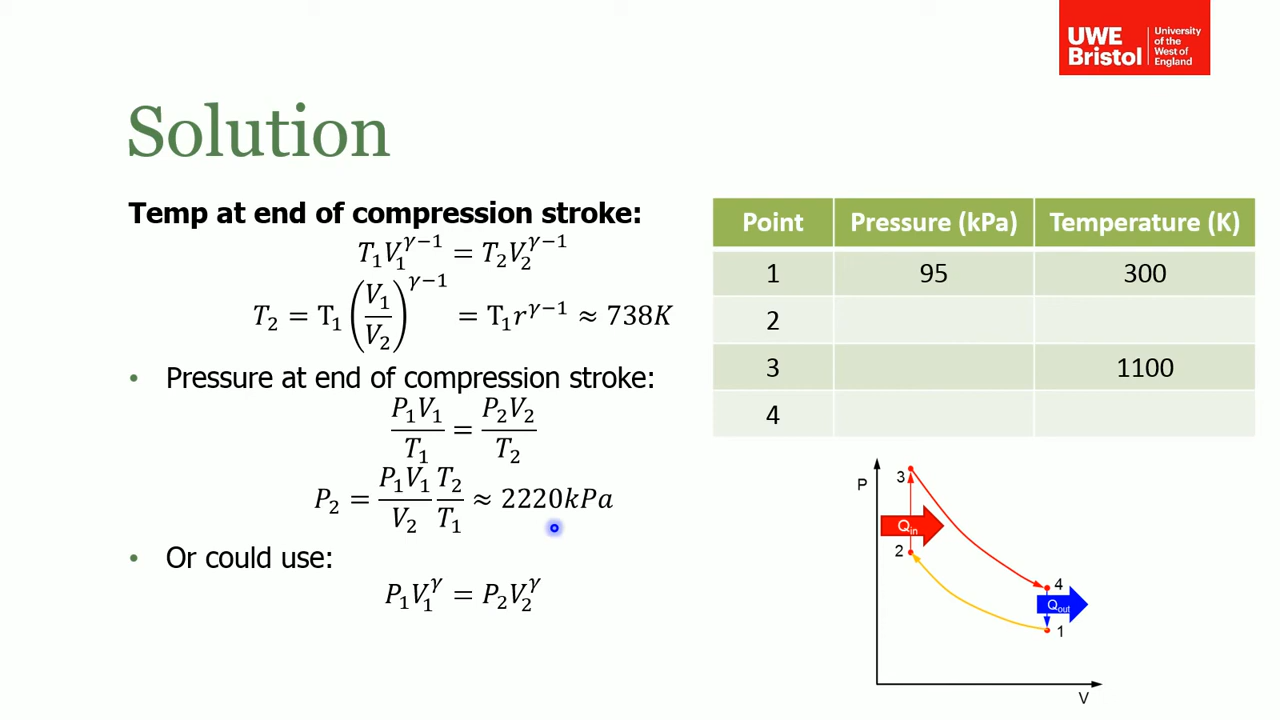 UWE Bristol
University of the West of England
Solution
Temp at end of compression stroke:
T₁V₁^(γ−1) = T₂V₂^(γ−1)
T₂ = T₁ (V₁/V₂)^(γ−1) = T₁r^(γ−1) ≈ 738K
• Pressure at end of compression stroke:
P₁V₁/T₁ = P₂V₂/T₂
P₂ = P₁V₁/V₂ T₂/T₁ ≈ 2220kPa
• Or could use:
P₁V₁^γ = P₂V₂^γ
Point Pressure (kPa) Temperature (K)
1 95 300
2
3 1100
4
P
3
Q_in
2
4
Q_out
1
V